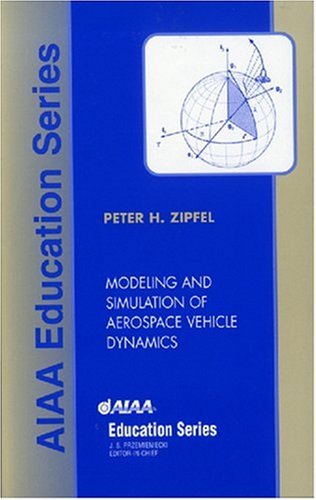 AIAA Education Series
PETER H. ZIPFEL
MODELING AND
SIMULATION OF
AEROSPACE VEHICLE
DYNAMICS
AIAA
Education Series
J. S. PRZEMIENIECKI
EDITOR-IN-CHIEF